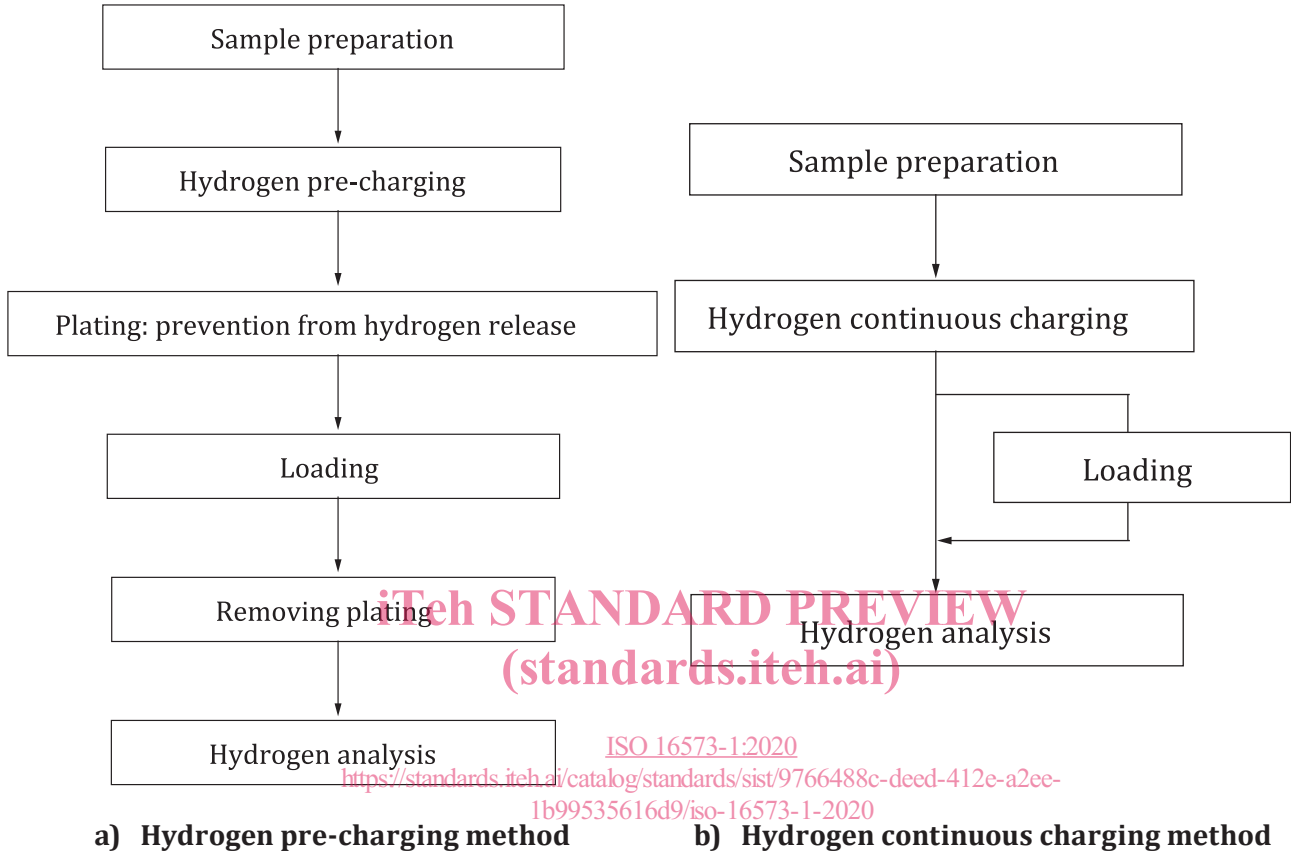 Sample preparation
Hydrogen pre-charging
Plating: prevention from hydrogen release
Loading
Removing plating
Hydrogen analysis
a) Hydrogen pre-charging method
Sample preparation
Hydrogen continuous charging
Loading
Hydrogen analysis
b) Hydrogen continuous charging method
iTeh STANDARD PREVIEW
(standards.iteh.ai)
ISO 16573-1:2020
https://standards.iteh.ai/catalog/standards/sist/9766488c-deed-412e-a2ee-
1b99535616d9/iso-16573-1-2020